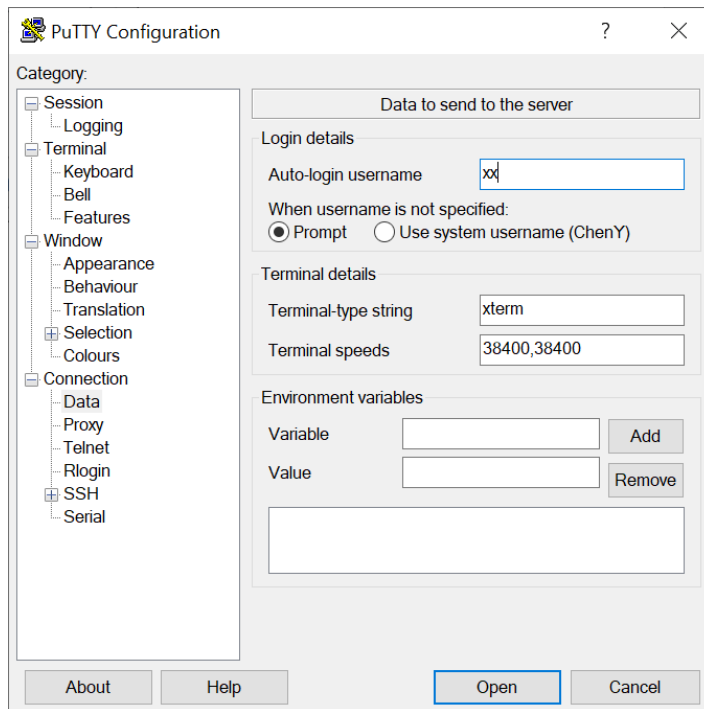 PuTTY Configuration
?
Category:
Session
Logging
Terminal
Keyboard
Bell
Features
Window
Appearance
Behaviour
Translation
Selection
Colours
Connection
Data
Proxy
Telnet
Rlogin
SSH
Serial
Data to send to the server
Login details
Auto-login username xx
When username is not specified:
Prompt Use system username (ChenY)
Terminal details
Terminal-type string xterm
Terminal speeds 38400,38400
Environment variables
Variable Add
Value Remove
About Help Open Cancel